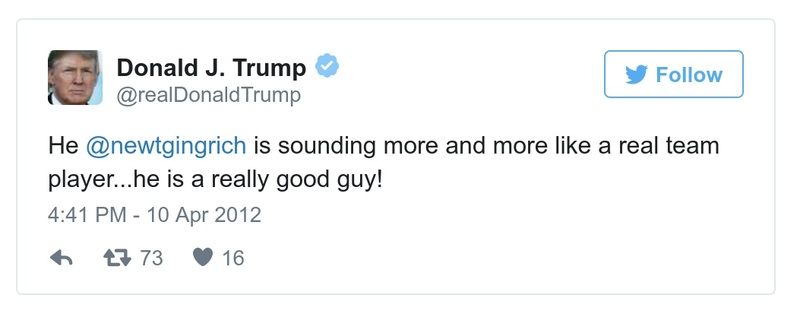 Donald J. Trump
@realDonaldTrump
Follow
He @newtgingrich is sounding more and more like a real team
player...he is a really good guy!
4:41 PM - 10 Apr 2012
73 16